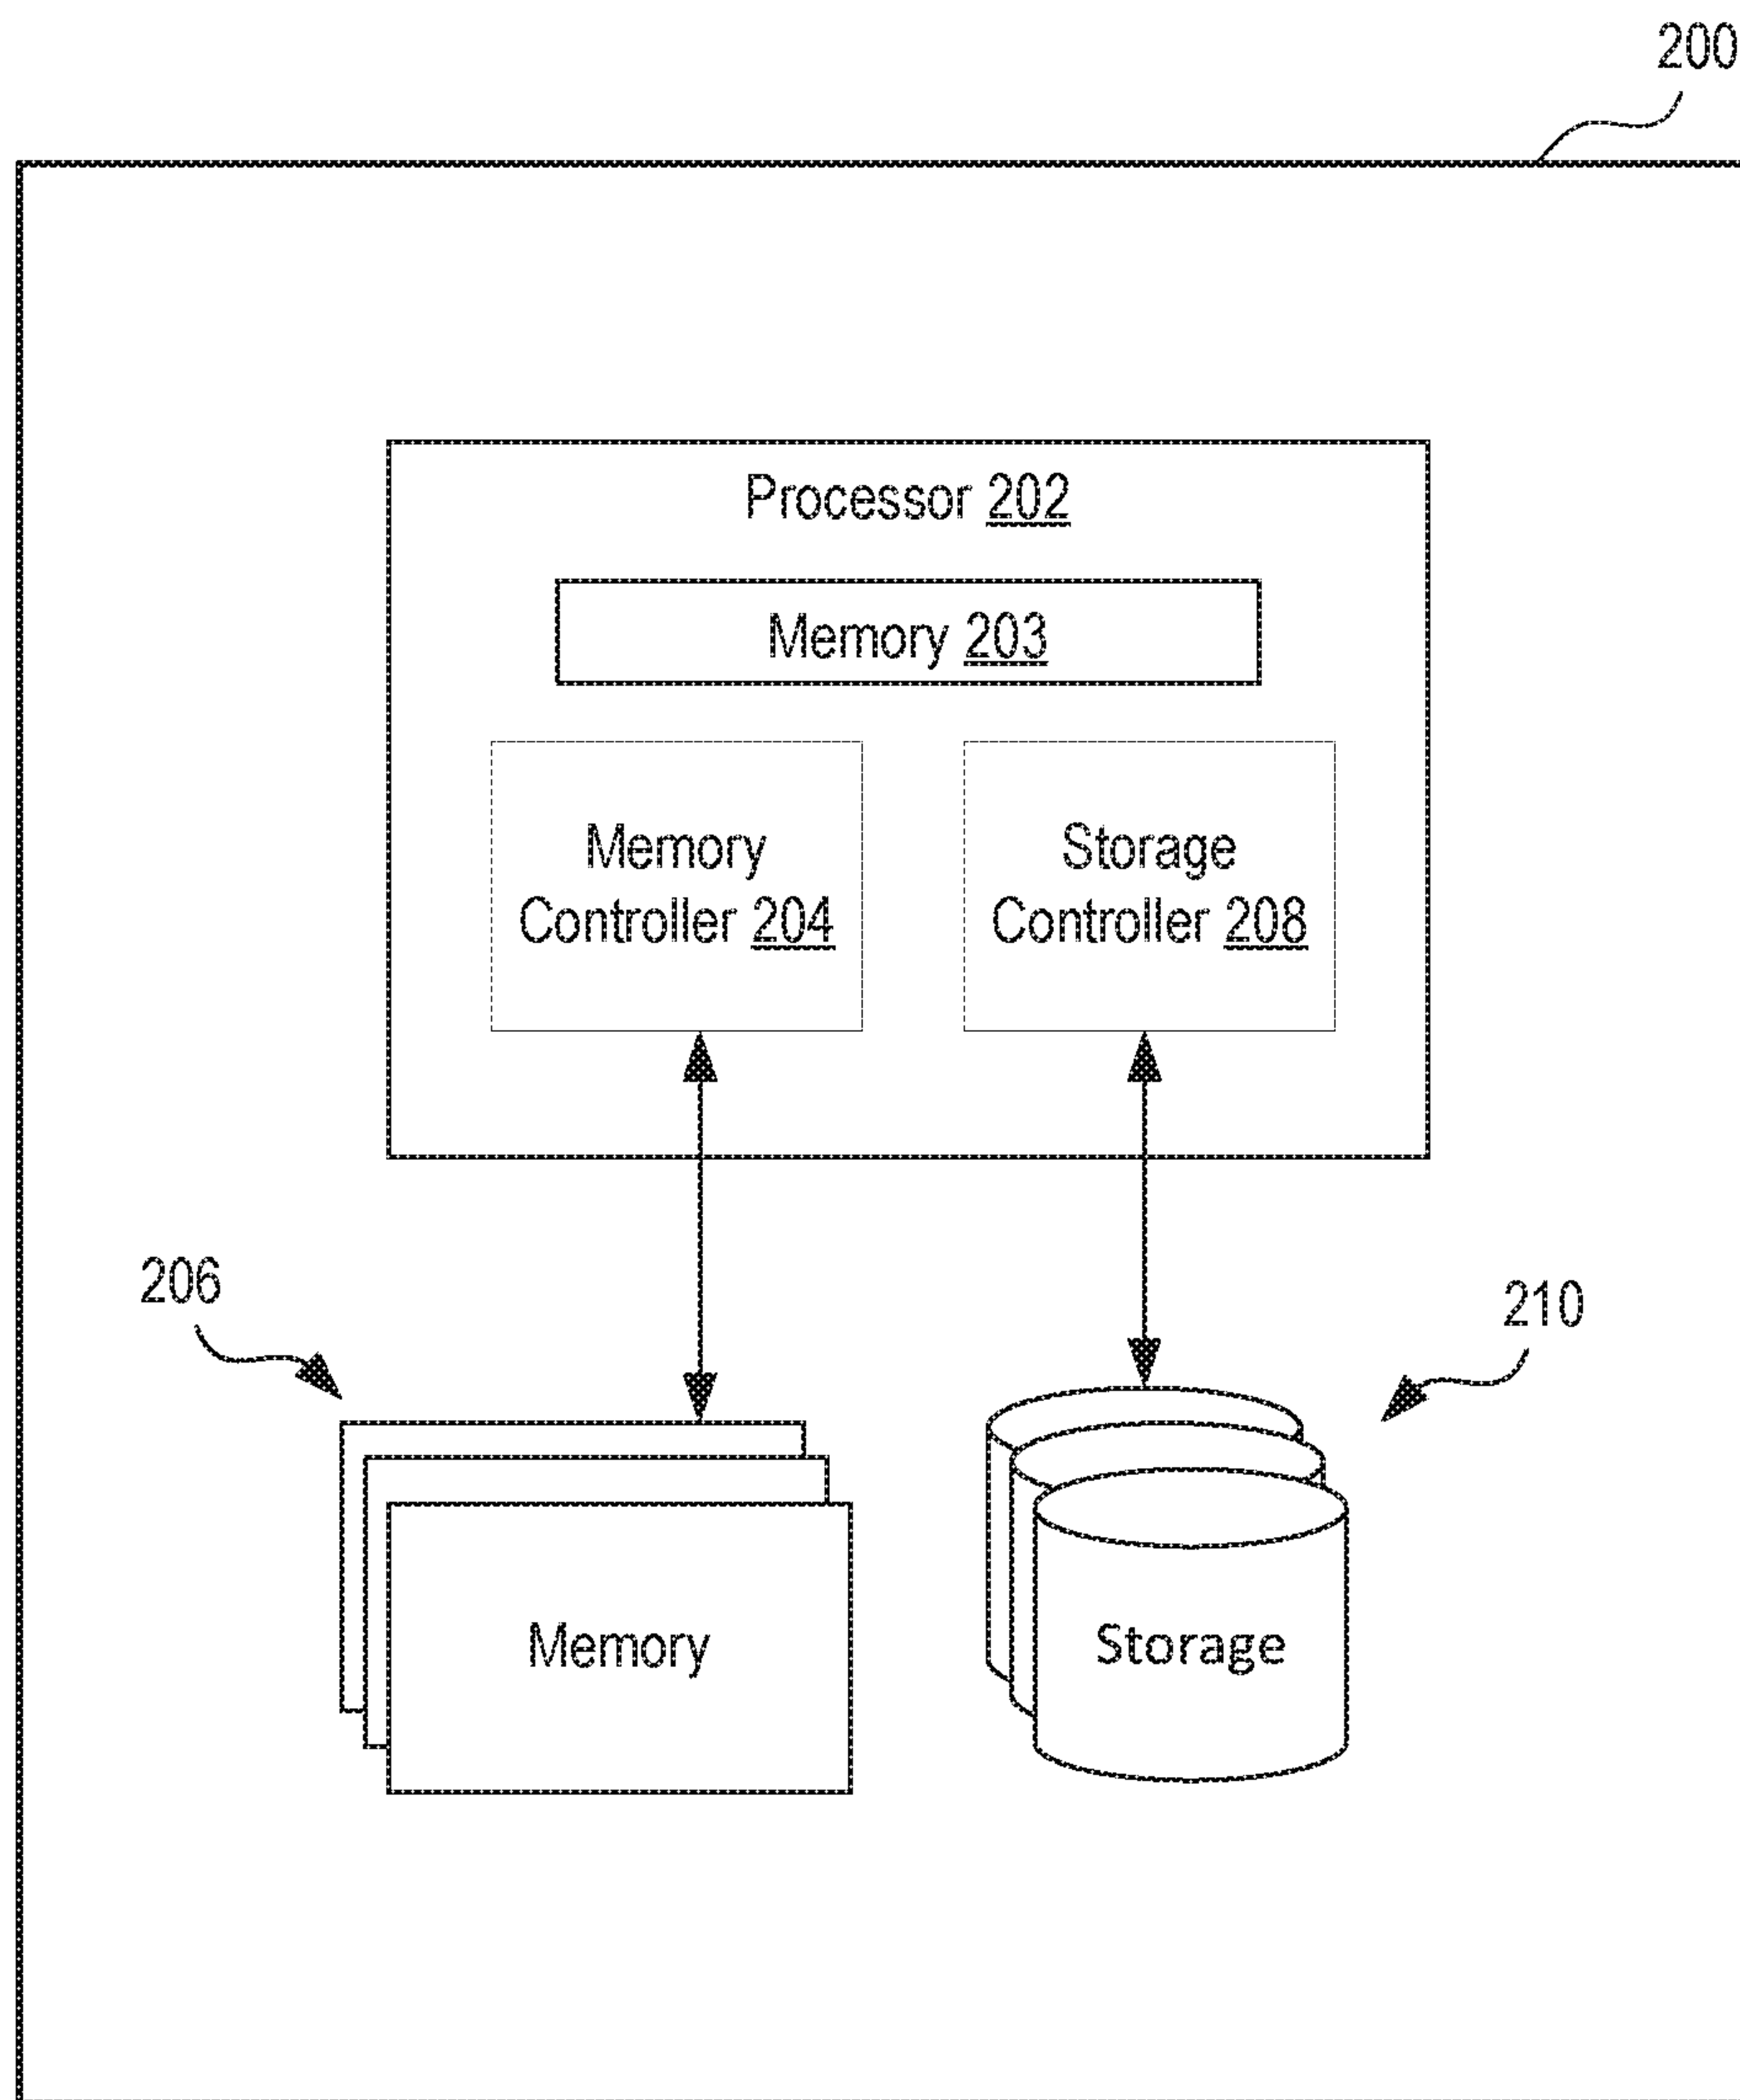 200
Processor 202
Memory 203
Memory
Controller 204
Storage
Controller 208
206
210
Memory
Storage